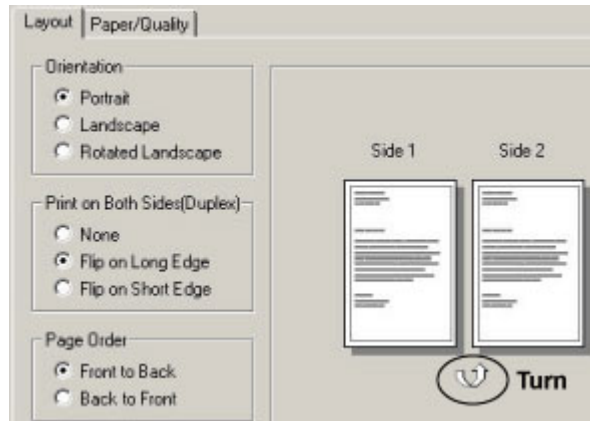 Layout Paper/Quality
Orientation
Portrait
Landscape
Rotated Landscape
Print on Both Sides(Duplex)
None
Flip on Long Edge
Flip on Short Edge
Page Order
Front to Back
Back to Front
Side 1 Side 2
Turn